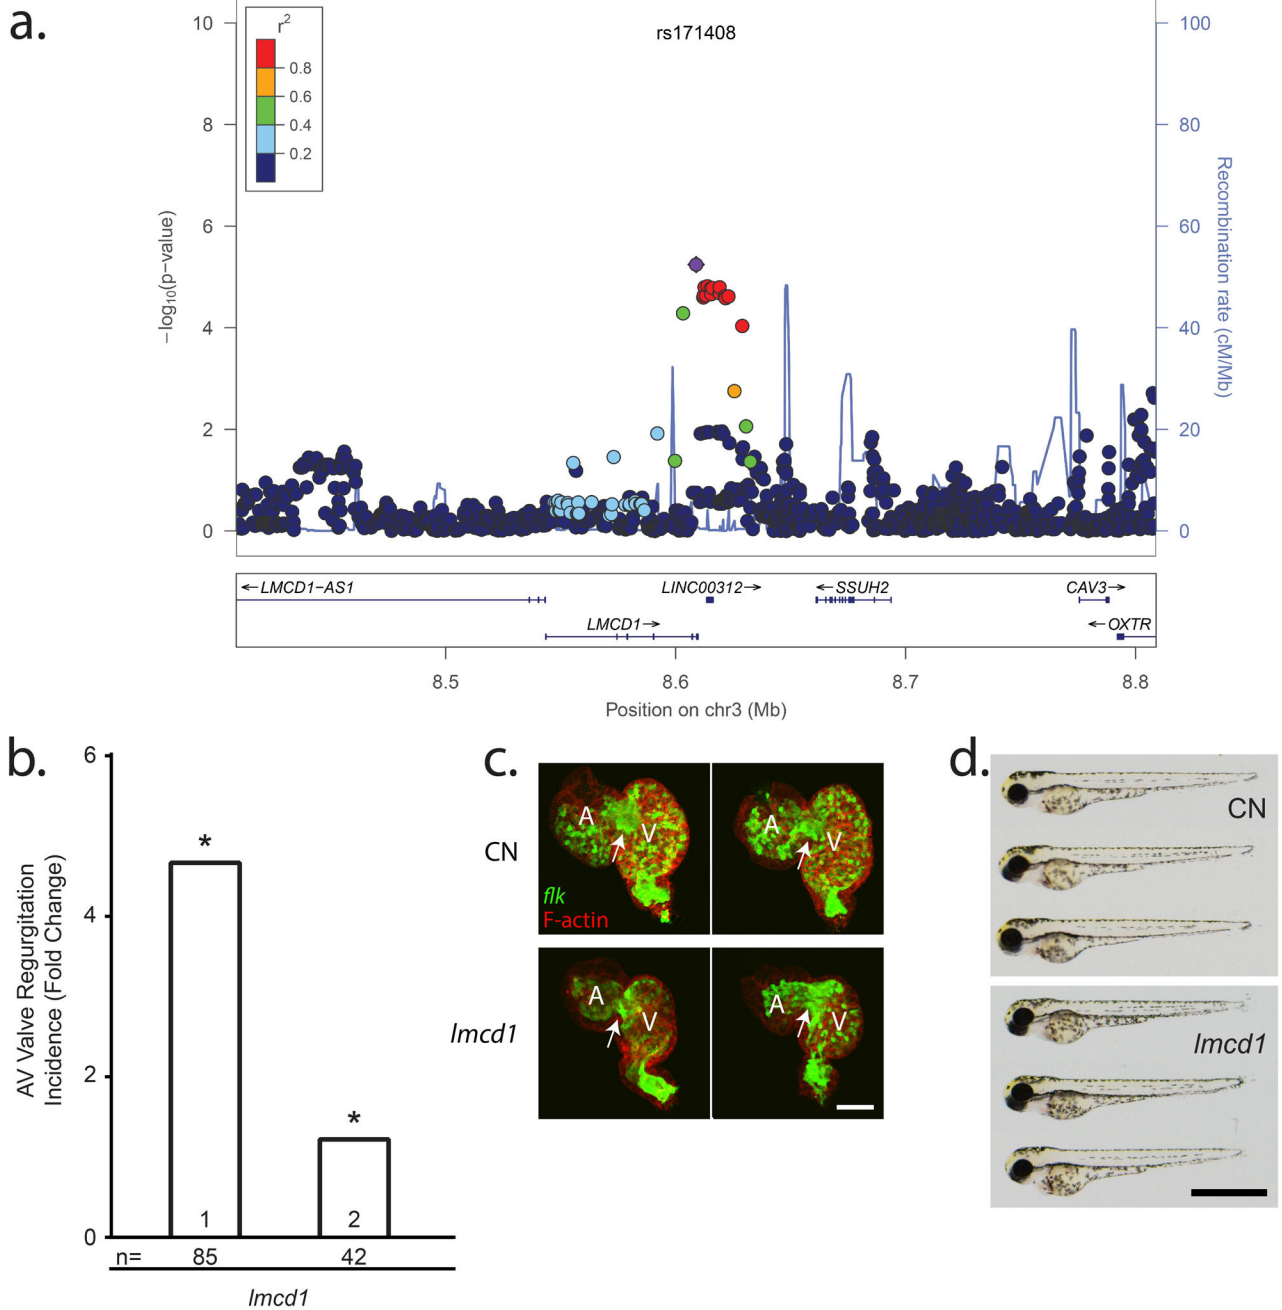 a.
rs171408
r2
0.8
0.6
0.4
0.2
10
8
6
4
2
0
−log10(p−value)
100
80
60
40
20
0
Recombination rate (cM/Mb)
LMCD1−AS1
LINC00312
SSUH2
CAV3
LMCD1
OXTR
8.5
8.6
8.7
8.8
Position on chr3 (Mb)
b.
AV Valve Regurgitation
Incidence (Fold Change)
6
4
2
0
*
*
1
2
n=
85
42
lmcd1
c.
CN
A
V
A
V
flk
F-actin
lmcd1
A
V
A
V
d.
CN
lmcd1